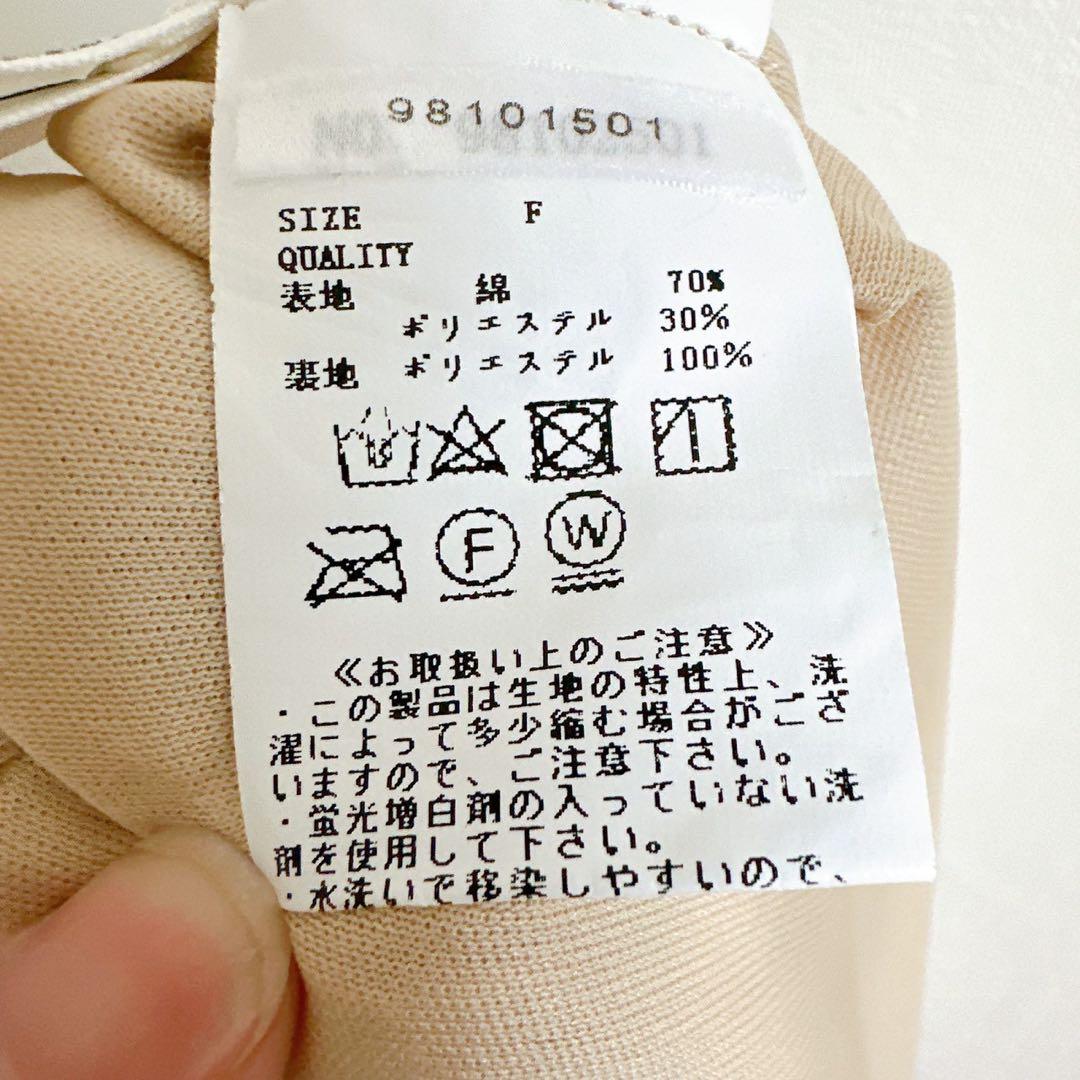 98101501
SIZE F
QUALITY
表地 綿 70%
ポリエステル 30%
裏地 ポリエステル 100%
F W
≪お取扱い上のご注意≫
・この製品は生地の特性上、洗
濯によって多少縮む場合がござ
いますので、ご注意下さい。
・蛍光増白剤の入っていない洗
剤を使用して下さい。
・水洗いで移染しやすいので、